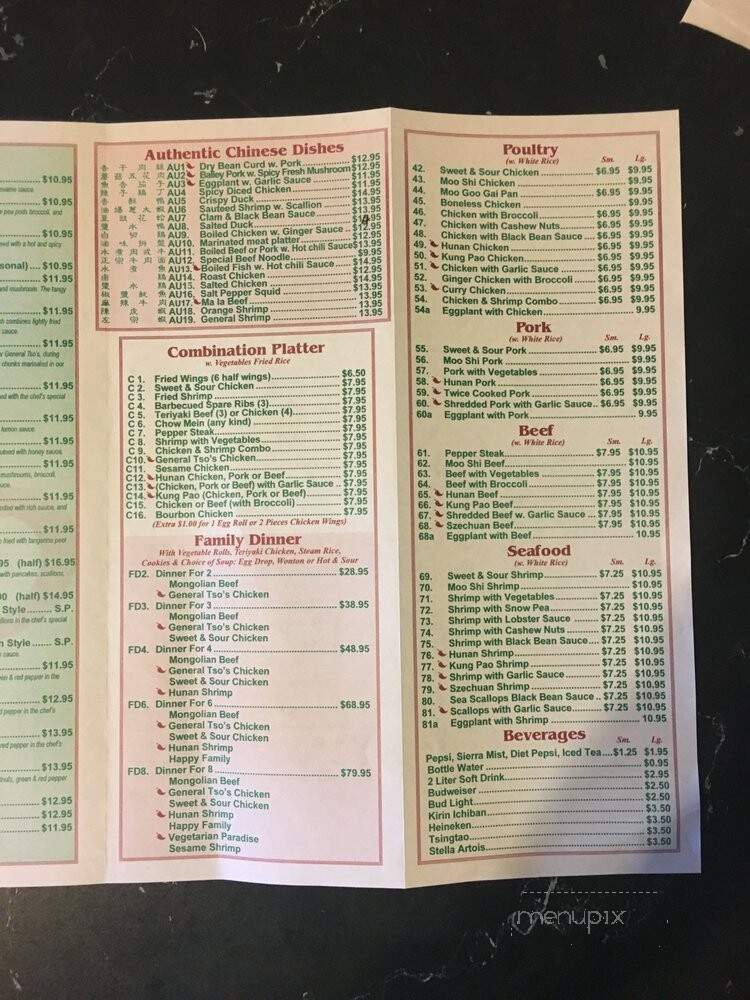 $10.95
$10.95
$10.95
sonal).... $10.95
$11.95
$11.95
$11.95
$11.95
$11.95
$11.95
$11.95
$11.95
95 (half) $16.95
00 (half) $14.95
Style........ S.P.
n Style ...... S.P.
$11.95
$12.95
$13.95
$13.95
$12.95
$12.95
$11.95
Authentic Chinese Dishes
AU1 Dry Bean Curd w. Pork $12.95
AU2 Balley Pork w. Spicy Fresh Mushroom $12.95
AU3 Eggplant w. Garlic Sauce $11.95
AU4 Spicy Diced Chicken $11.95
AU5 Crispy Duck $14.95
AU6 Sauteed Shrimp w. Scallion $13.95
AU7 Clam & Black Bean Sauce $13.95
AU8. Salted Duck
AU9. Boiled Chicken w. Ginger Sauce $12.95
AU10. Marinated meat platter $12.95
AU11. Boiled Beef or Pork w. Hot chili Sauce $13.95
AU12. Special Beef Noodle $9.95
AU13. Boiled Fish w. Hot chili Sauce $14.95
AU14. Roast Chicken $12.95
AU15. Salted Chicken $14.95
AU16. Salt Pepper Squid $13.95
AU17. Ma la Beef 13.95
AU18. Orange Shrimp 13.95
AU19. General Shrimp 13.95
Combination Platter
w. Vegetables Fried Rice
C 1. Fried Wings (6 half wings) $6.50
C 2. Sweet & Sour Chicken $7.95
C 3. Fried Shrimp $7.95
C 4. Barbecued Spare Ribs (3) $7.95
C 5. Teriyaki Beef (3) or Chicken (4) $7.95
C 6. Chow Mein (any kind) $7.95
C 7. Pepper Steak $7.95
C 8. Shrimp with Vegetables $7.95
C 9. Chicken & Shrimp Combo $7.95
C10. General Tso's Chicken $7.95
C11. Sesame Chicken $7.95
C12. Hunan Chicken, Pork or Beef $7.95
C13. (Chicken, Pork or Beef) with Garlic Sauce .. $7.95
C14. Kung Pao (Chicken, Pork or Beef) $7.95
C15. Chicken or Beef (with Broccoli) $7.95
C16. Bourbon Chicken $7.95
(Extra $1.00 for 1 Egg Roll or 2 Pieces Chicken Wings)
Family Dinner
With Vegetable Rolls, Teriyaki Chicken, Steam Rice,
Cookies & Choice of Soup: Egg Drop, Wonton or Hot & Sour
FD2. Dinner For 2 $28.95
Mongolian Beef
General Tso's Chicken
FD3. Dinner For 3 $38.95
Mongolian Beef
General Tso's Chicken
Sweet & Sour Chicken
FD4. Dinner For 4 $48.95
Mongolian Beef
General Tso's Chicken
Sweet & Sour Chicken
Hunan Shrimp
FD6. Dinner For 6 $68.95
Mongolian Beef
General Tso's Chicken
Sweet & Sour Chicken
Hunan Shrimp
Happy Family
FD8. Dinner For 8 $79.95
Mongolian Beef
General Tso's Chicken
Sweet & Sour Chicken
Hunan Shrimp
Happy Family
Vegetarian Paradise
Sesame Shrimp
Poultry
(w. White Rice) Sm. Lg.
42. Sweet & Sour Chicken $6.95 $9.95
43. Moo Shi Chicken $9.95
44. Moo Goo Gai Pan $6.95 $9.95
45. Boneless Chicken $9.95
46. Chicken with Broccoli $6.95 $9.95
47. Chicken with Cashew Nuts $6.95 $9.95
48. Chicken with Black Bean Sauce $6.95 $9.95
49. Hunan Chicken $6.95 $9.95
50. Kung Pao Chicken $6.95 $9.95
51. Chicken with Garlic Sauce $6.95 $9.95
52. Ginger Chicken with Broccoli $6.95 $9.95
53. Curry Chicken $6.95 $9.95
54. Chicken & Shrimp Combo $6.95 $9.95
54a Eggplant with Chicken 9.95
Pork
(w. White Rice) Sm. Lg.
55. Sweet & Sour Pork $6.95 $9.95
56. Moo Shi Pork $9.95
57. Pork with Vegetables $6.95 $9.95
58. Hunan Pork $6.95 $9.95
59. Twice Cooked Pork $6.95 $9.95
60. Shredded Pork with Garlic Sauce.. $6.95 $9.95
60a Eggplant with Pork 9.95
Beef
(w. White Rice) Sm. Lg.
61. Pepper Steak $7.95 $10.95
62. Moo Shi Beef $10.95
63. Beef with Vegetables $7.95 $10.95
64. Beef with Broccoli $7.95 $10.95
65. Hunan Beef $7.95 $10.95
66. Kung Pao Beef $7.95 $10.95
67. Shredded Beef w. Garlic Sauce ... $7.95 $10.95
68. Szechuan Beef $7.95 $10.95
68a Eggplant with Beef 10.95
Seafood
(w. White Rice) Sm. Lg.
69. Sweet & Sour Shrimp $7.25 $10.95
70. Moo Shi Shrimp $10.95
71. Shrimp with Vegetables $7.25 $10.95
72. Shrimp with Snow Pea $7.25 $10.95
73. Shrimp with Lobster Sauce $7.25 $10.95
74. Shrimp with Cashew Nuts $7.25 $10.95
75. Shrimp with Black Bean Sauce $7.25 $10.95
76. Hunan Shrimp $7.25 $10.95
77. Kung Pao Shrimp $7.25 $10.95
78. Shrimp with Garlic Sauce $7.25 $10.95
79. Szechuan Shrimp $7.25 $10.95
80. Sea Scallops Black Bean Sauce .. $7.25 $10.95
81. Scallops with Garlic Sauce $7.25 $10.95
81a Eggplant with Shrimp 10.95
Beverages
Sm. Lg.
Pepsi, Sierra Mist, Diet Pepsi, Iced Tea....$1.25 $1.95
Bottle Water $0.95
2 Liter Soft Drink $2.95
Budweiser $2.50
Bud Light $2.50
Kirin Ichiban $3.50
Heineken $3.50
Tsingtao $3.50
Stella Artois $3.50
menupix